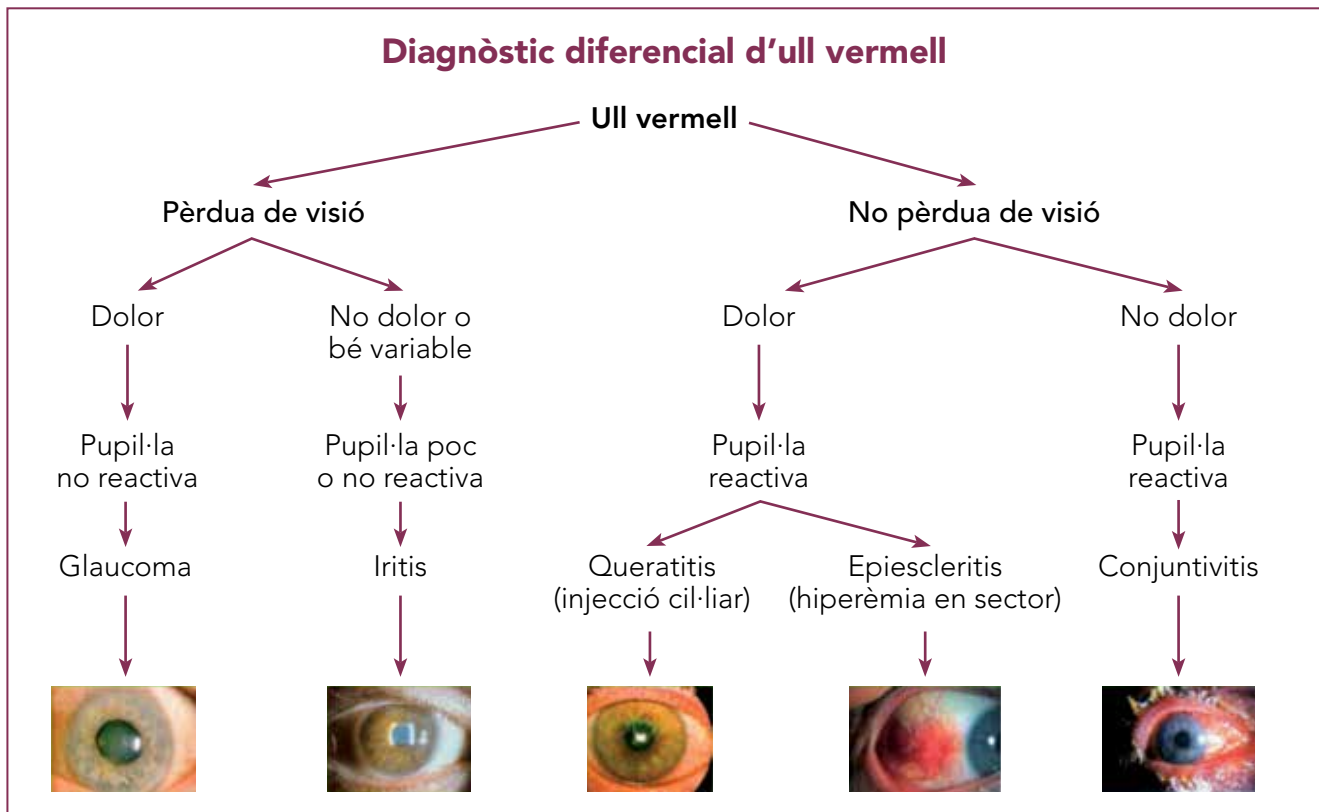 Diagnòstic diferencial d’ull vermell
Ull vermell
Pèrdua de visió
No pèrdua de visió
Dolor
No dolor o
bé variable
Dolor
No dolor
Pupil·la
no reactiva
Pupil·la poc
o no reactiva
Pupil·la
reactiva
Pupil·la
reactiva
Glaucoma
Iritis
Queratitis
(injecció cil·liar)
Epiescleritis
(hiperèmia en sector)
Conjuntivitis